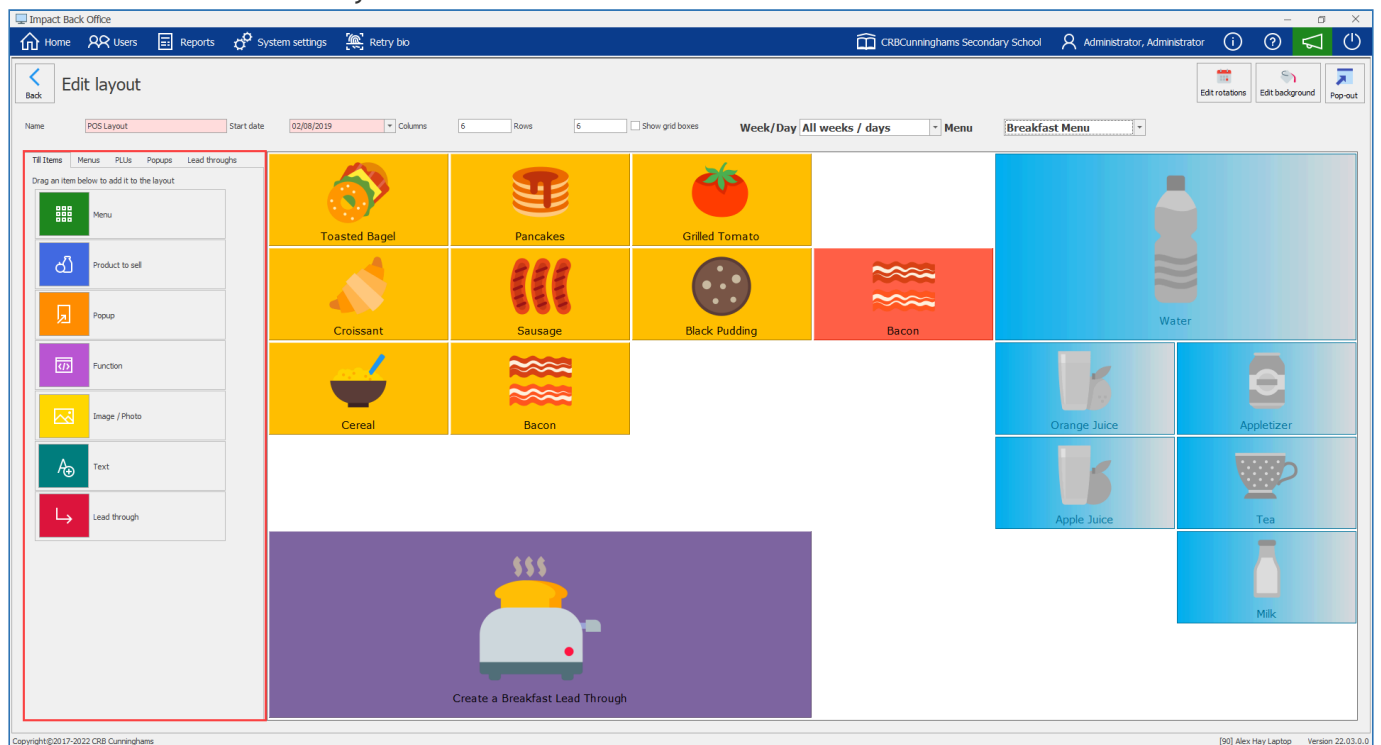 Impact Back Office
Home Users Reports System settings Retry bio CRBCunninghams Secondary School Administrator, Administrator
Back Edit layout Edit rotations Edit background Pop-out
Name POS Layout Start date 02/08/2019 Columns 6 Rows 6 Show grid boxes Week/Day All weeks / days Menu Breakfast Menu
Till Items Menus PLUs Popups Lead throughs
Drag an item below to add it to the layout
Menu
Product to sell
Popup
Function
Image / Photo
Text
Lead through
Toasted Bagel Pancakes Grilled Tomato
Croissant Sausage Black Pudding Bacon Water
Cereal Bacon Orange Juice Appletizer
Apple Juice Tea
Milk
Create a Breakfast Lead Through
Copyright©2017-2022 CRB Cunninghams [90] Alex Hay Laptop Version 22.03.0.0